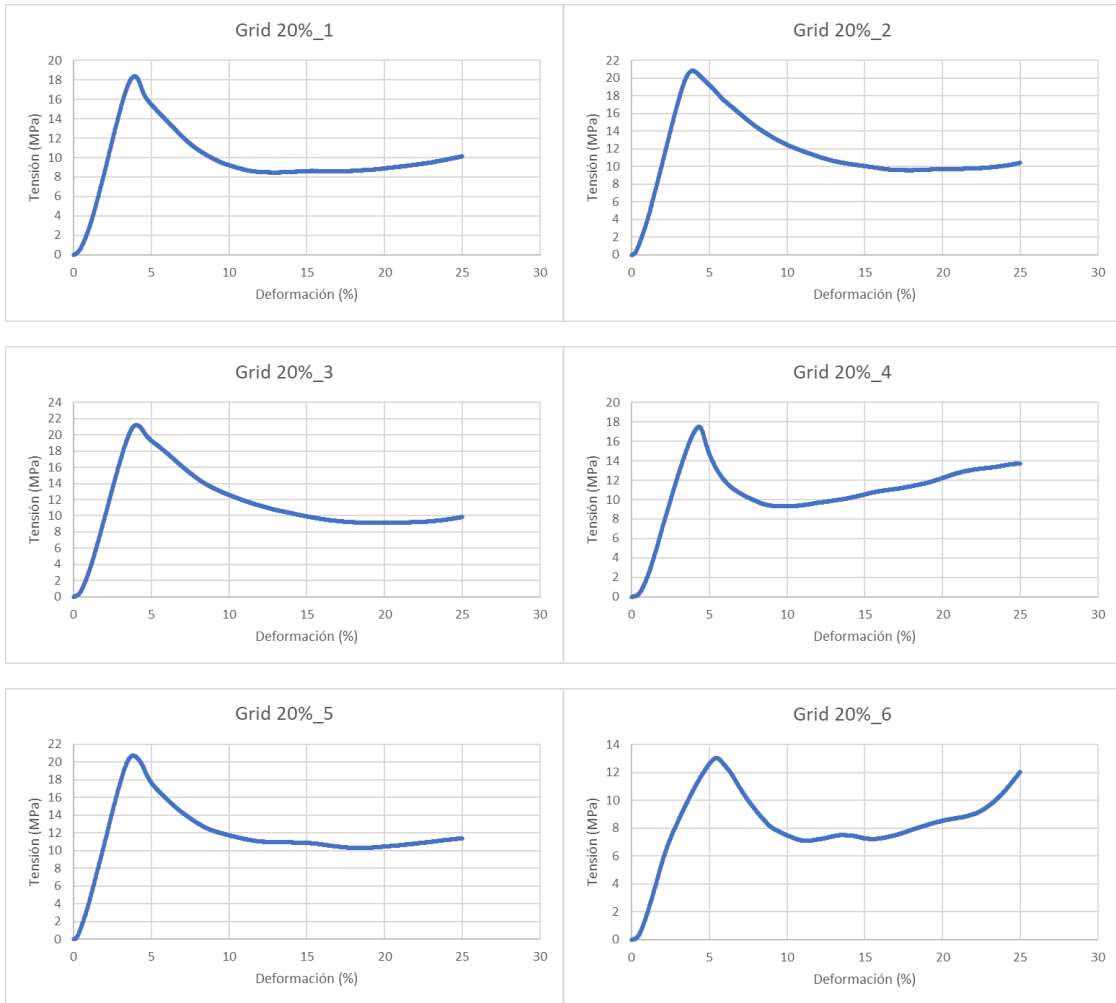 Grid 20%_1
Tensión (MPa)
20
18
16
14
12
10
8
6
4
2
0
0 5 10 15 20 25 30
Deformación (%)
Grid 20%_2
Tensión (MPa)
22
20
18
16
14
12
10
8
6
4
2
0
0 5 10 15 20 25 30
Deformación (%)
Grid 20%_3
Tensión (MPa)
24
22
20
18
16
14
12
10
8
6
4
2
0
0 5 10 15 20 25 30
Deformación (%)
Grid 20%_4
Tensión (MPa)
20
18
16
14
12
10
8
6
4
2
0
0 5 10 15 20 25 30
Deformación (%)
Grid 20%_5
Tensión (MPa)
22
20
18
16
14
12
10
8
6
4
2
0
0 5 10 15 20 25 30
Deformación (%)
Grid 20%_6
Tensión (MPa)
14
12
10
8
6
4
2
0
0 5 10 15 20 25 30
Deformación (%)